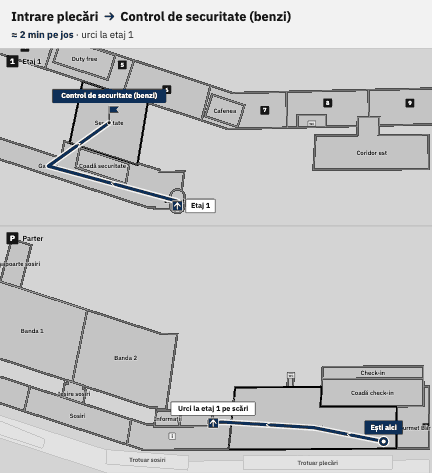 Intrare plecări → Control de securitate (benzi)
≈ 2 min pe jos · urci la etaj 1
1 Etaj 1
Duty free
5
Control de securitate (benzi)
Cafenea
7
8
9
Coridor est
Coadă securitate
Etaj 1
P Parter
Banda 1
Banda 2
Sosiri
Informații
Urci la etaj 1 pe scări
Check-in
Coadă check-in
Ești aici
Trotuar sosiri
Trotuar plecări